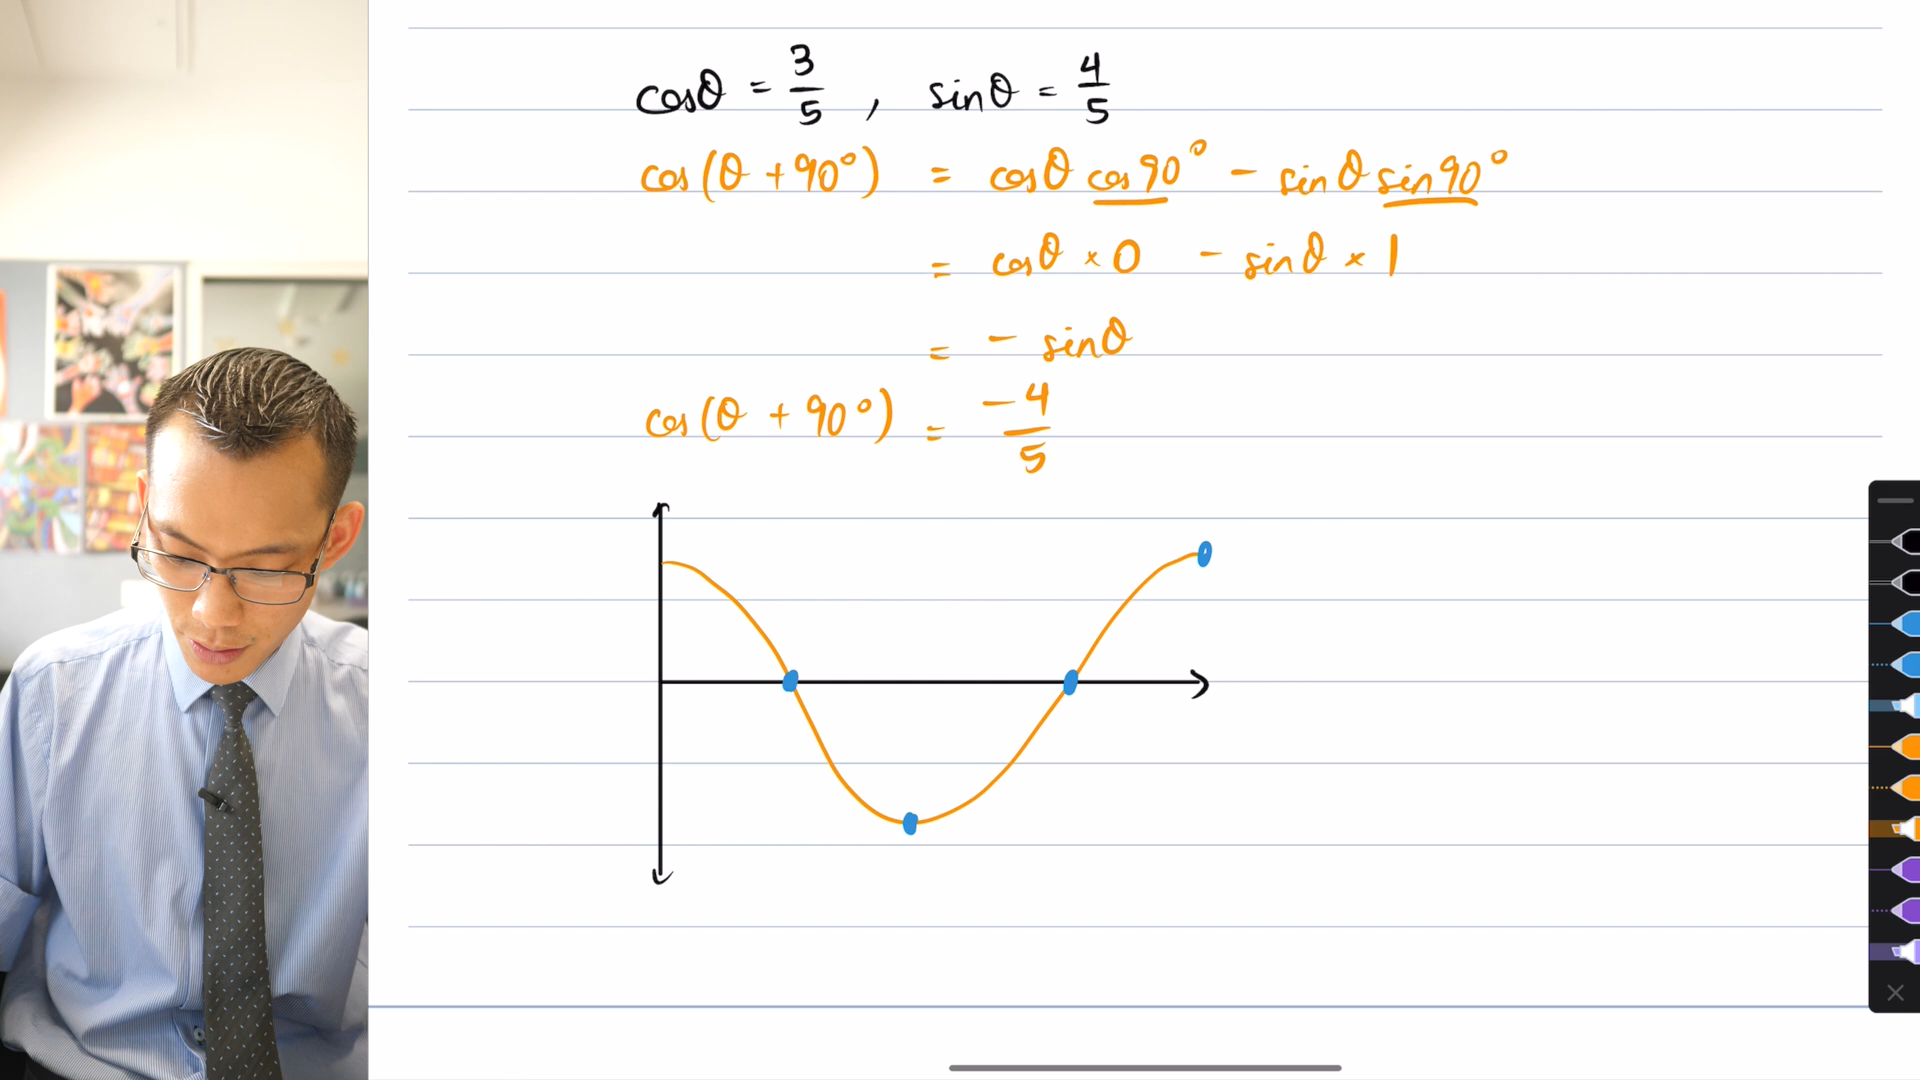 cosθ = 3/5 , sinθ = 4/5
cos(θ + 90°) = cosθ cos90° - sinθ sin90°
= cosθ × 0 - sinθ × 1
= - sinθ
cos(θ + 90°) = -4/5